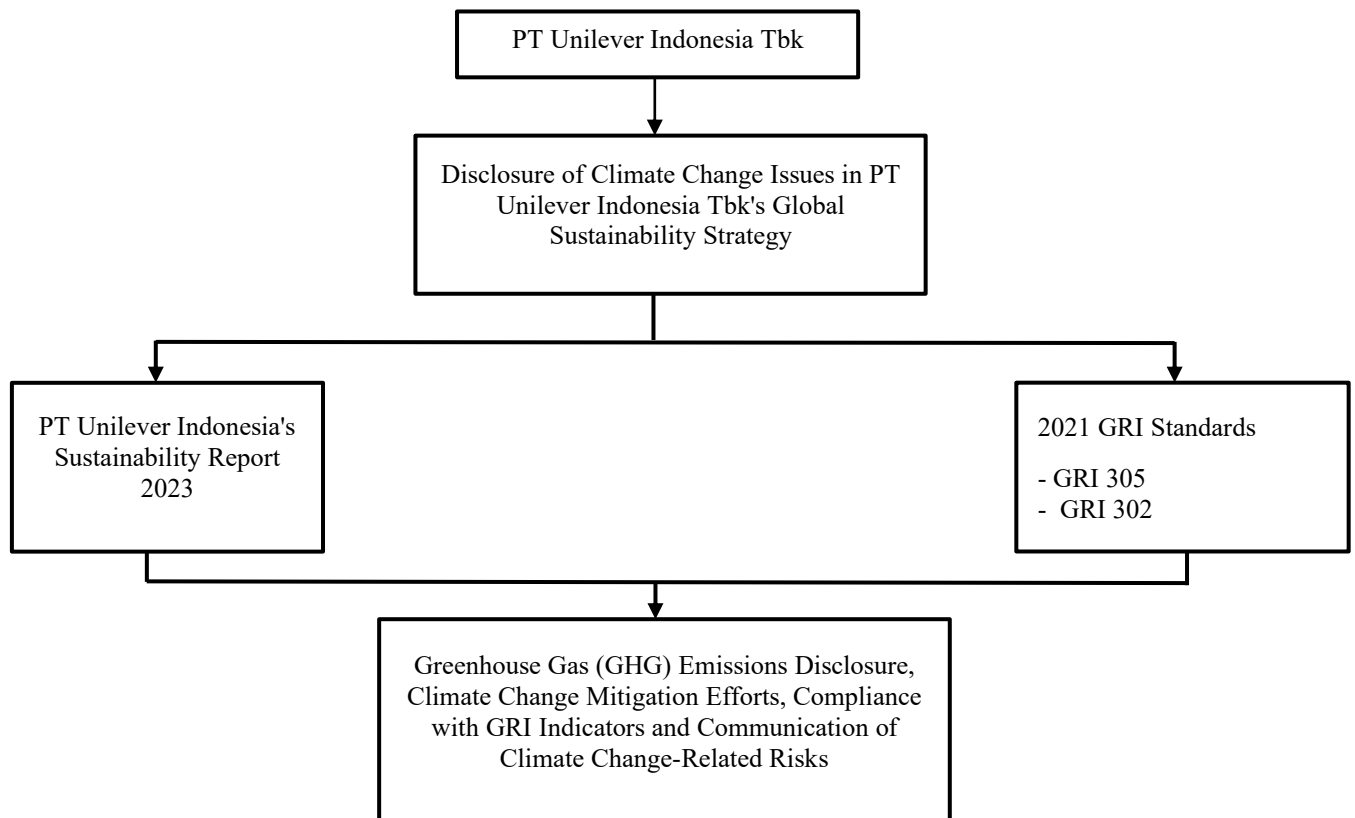 PT Unilever Indonesia Tbk
Disclosure of Climate Change Issues in PT
Unilever Indonesia Tbk's Global
Sustainability Strategy
PT Unilever Indonesia's
Sustainability Report
2023
2021 GRI Standards
- GRI 305
- GRI 302
Greenhouse Gas (GHG) Emissions Disclosure,
Climate Change Mitigation Efforts, Compliance
with GRI Indicators and Communication of
Climate Change-Related Risks